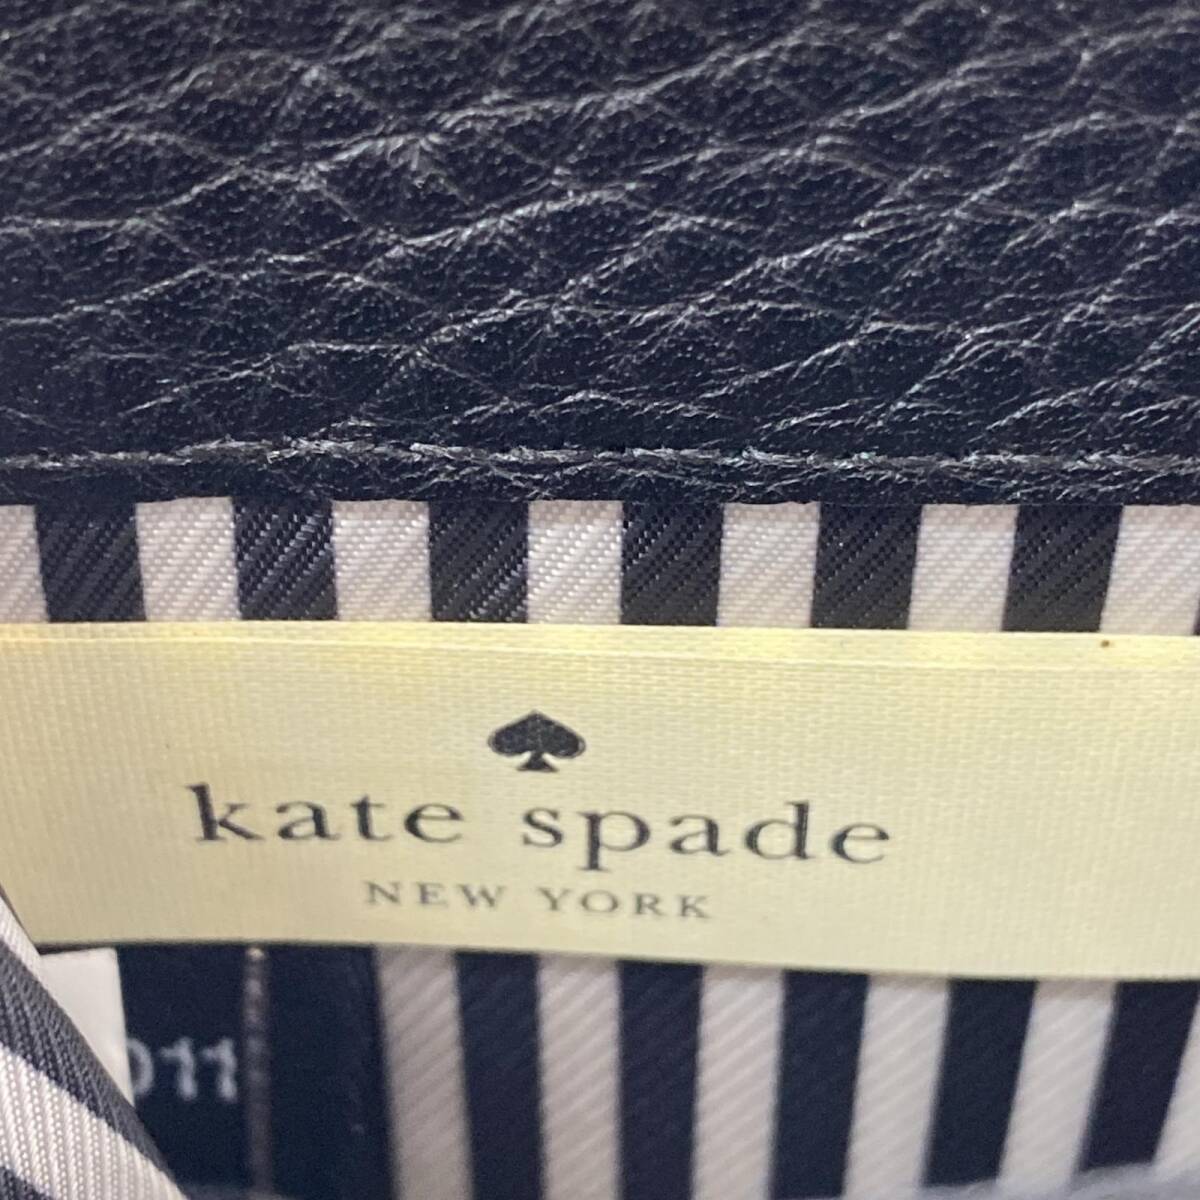 kate spade
NEW YORK
011